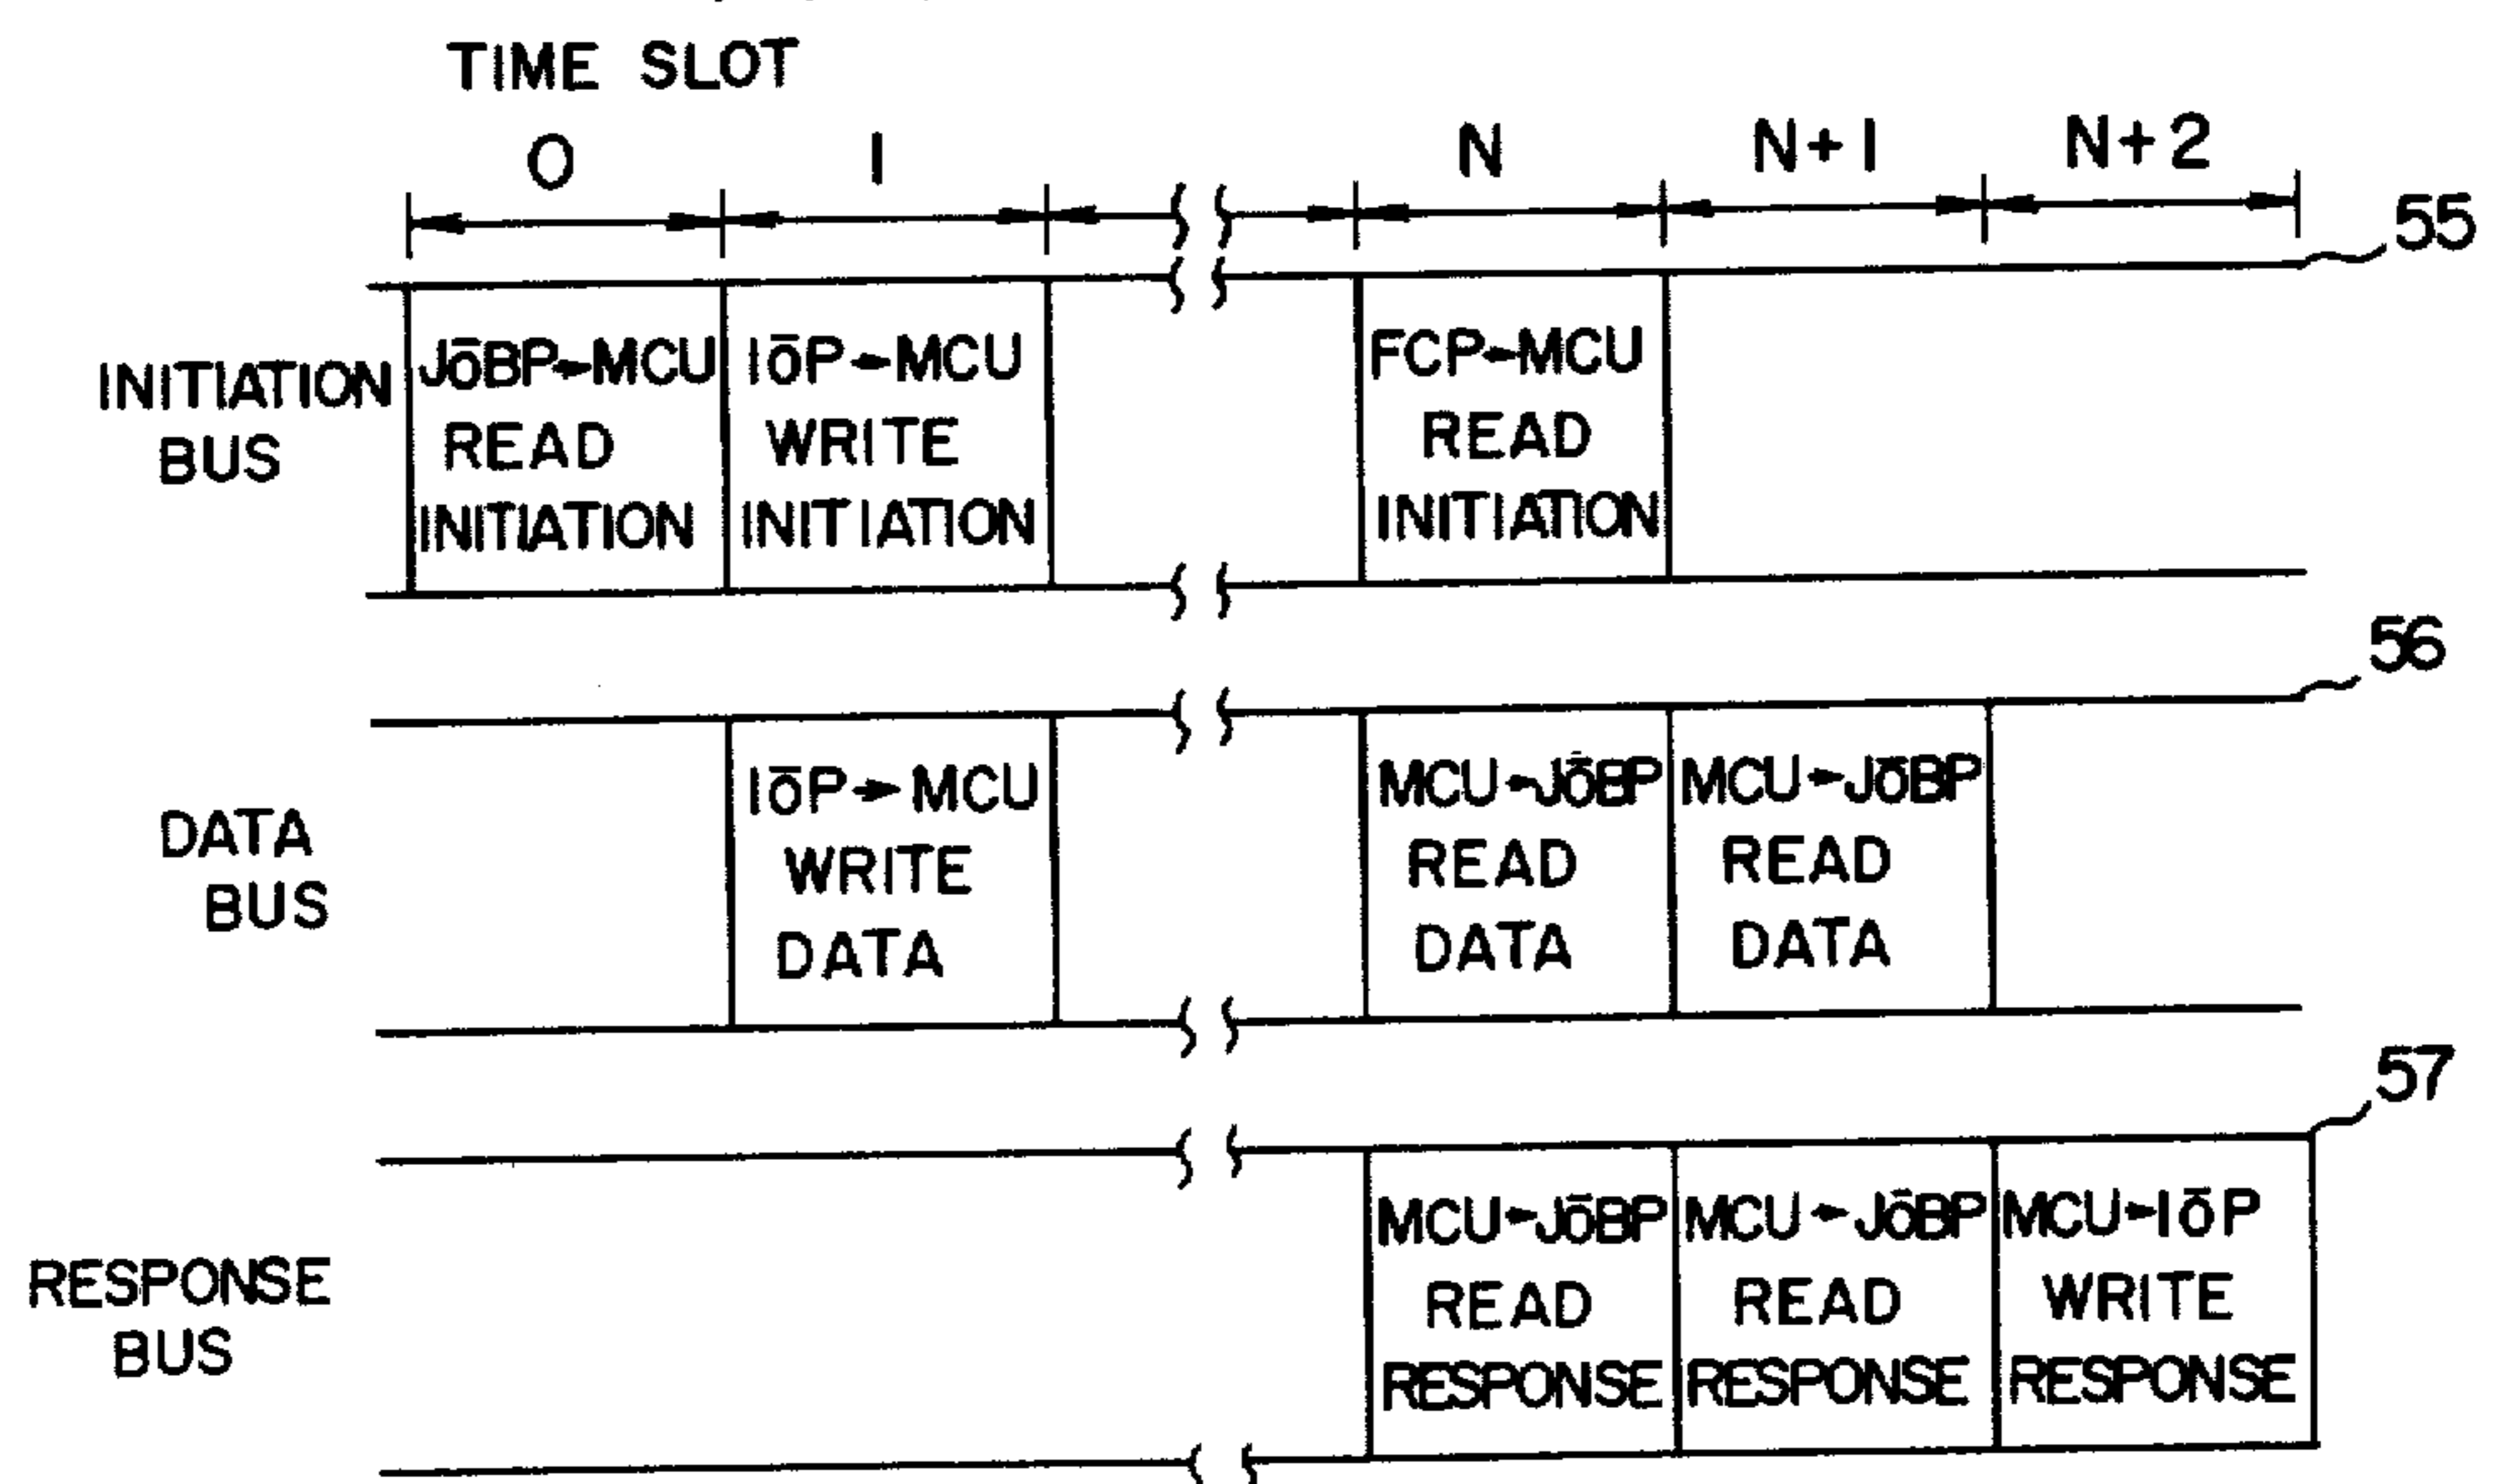 TIME SLOT
0 1 N N+1 N+2
55
INITIATION
BUS
JōBP→MCU
READ
INITIATION
IōP→MCU
WRITE
INITIATION
FCP→MCU
READ
INITIATION
56
DATA
BUS
IōP→MCU
WRITE
DATA
MCU→JōBP
READ
DATA
MCU→JōBP
READ
DATA
57
RESPONSE
BUS
MCU→JōBP
READ
RESPONSE
MCU→JōBP
READ
RESPONSE
MCU→IōP
WRITE
RESPONSE